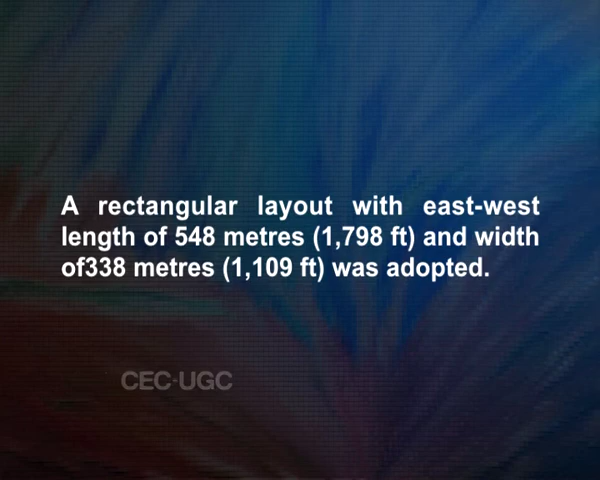 A rectangular layout with east-west
length of 548 metres (1,798 ft) and width
of338 metres (1,109 ft) was adopted.
CEC-UGC